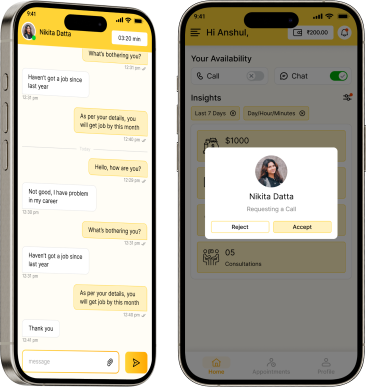 9:41
Nikita Datta
03:20 min
What's bothering you?
12:31 pm
Haven't got a job since
last year
12:31 pm
As per your details, you
will get job by this month
12:40 pm
Hello, how are you?
12:29 pm
Not good, I have problem
in my career
12:30 pm
What's bothering you?
12:31 pm
Haven't got a job since
last year
12:31 pm
As per your details, you
will get job by this month
12:40 pm
Thank you
12:41 pm
message
9:41
Hi Anshul,
₹200.00
Your Availability
Call
Chat
Insights
Last 7 Days
Day/Hour/Minutes
$1000
Nikita Datta
Requesting a Call
Reject
Accept
05
Consultations
Home
Appointments
Profile